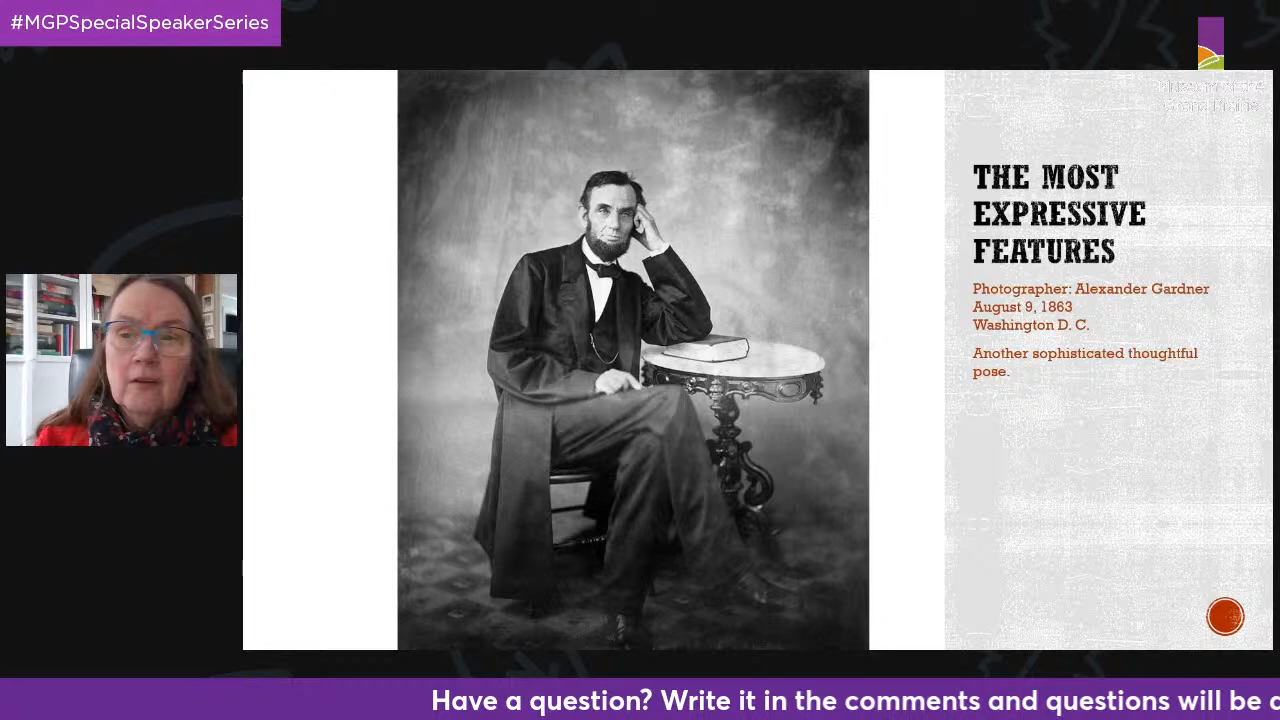 #MGPSpecialSpeakerSeries
THE MOST
EXPRESSIVE
FEATURES
Photographer: Alexander Gardner
August 9, 1863
Washington D. C.
Another sophisticated thoughtful
pose.
Have a question? Write it in the comments and questions will be